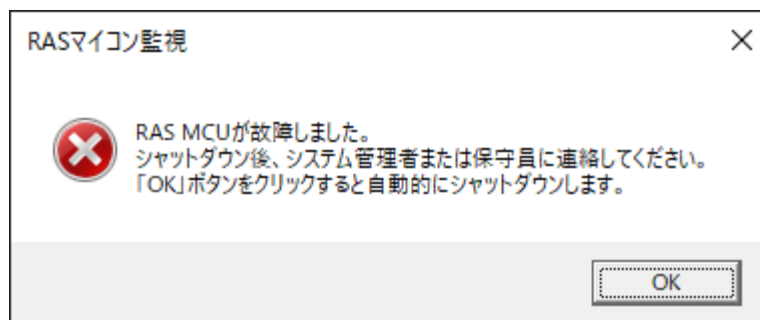 RASマイコン監視
RAS MCUが故障しました。
シャットダウン後、システム管理者または保守員に連絡してください。
「OK」ボタンをクリックすると自動的にシャットダウンします。
OK